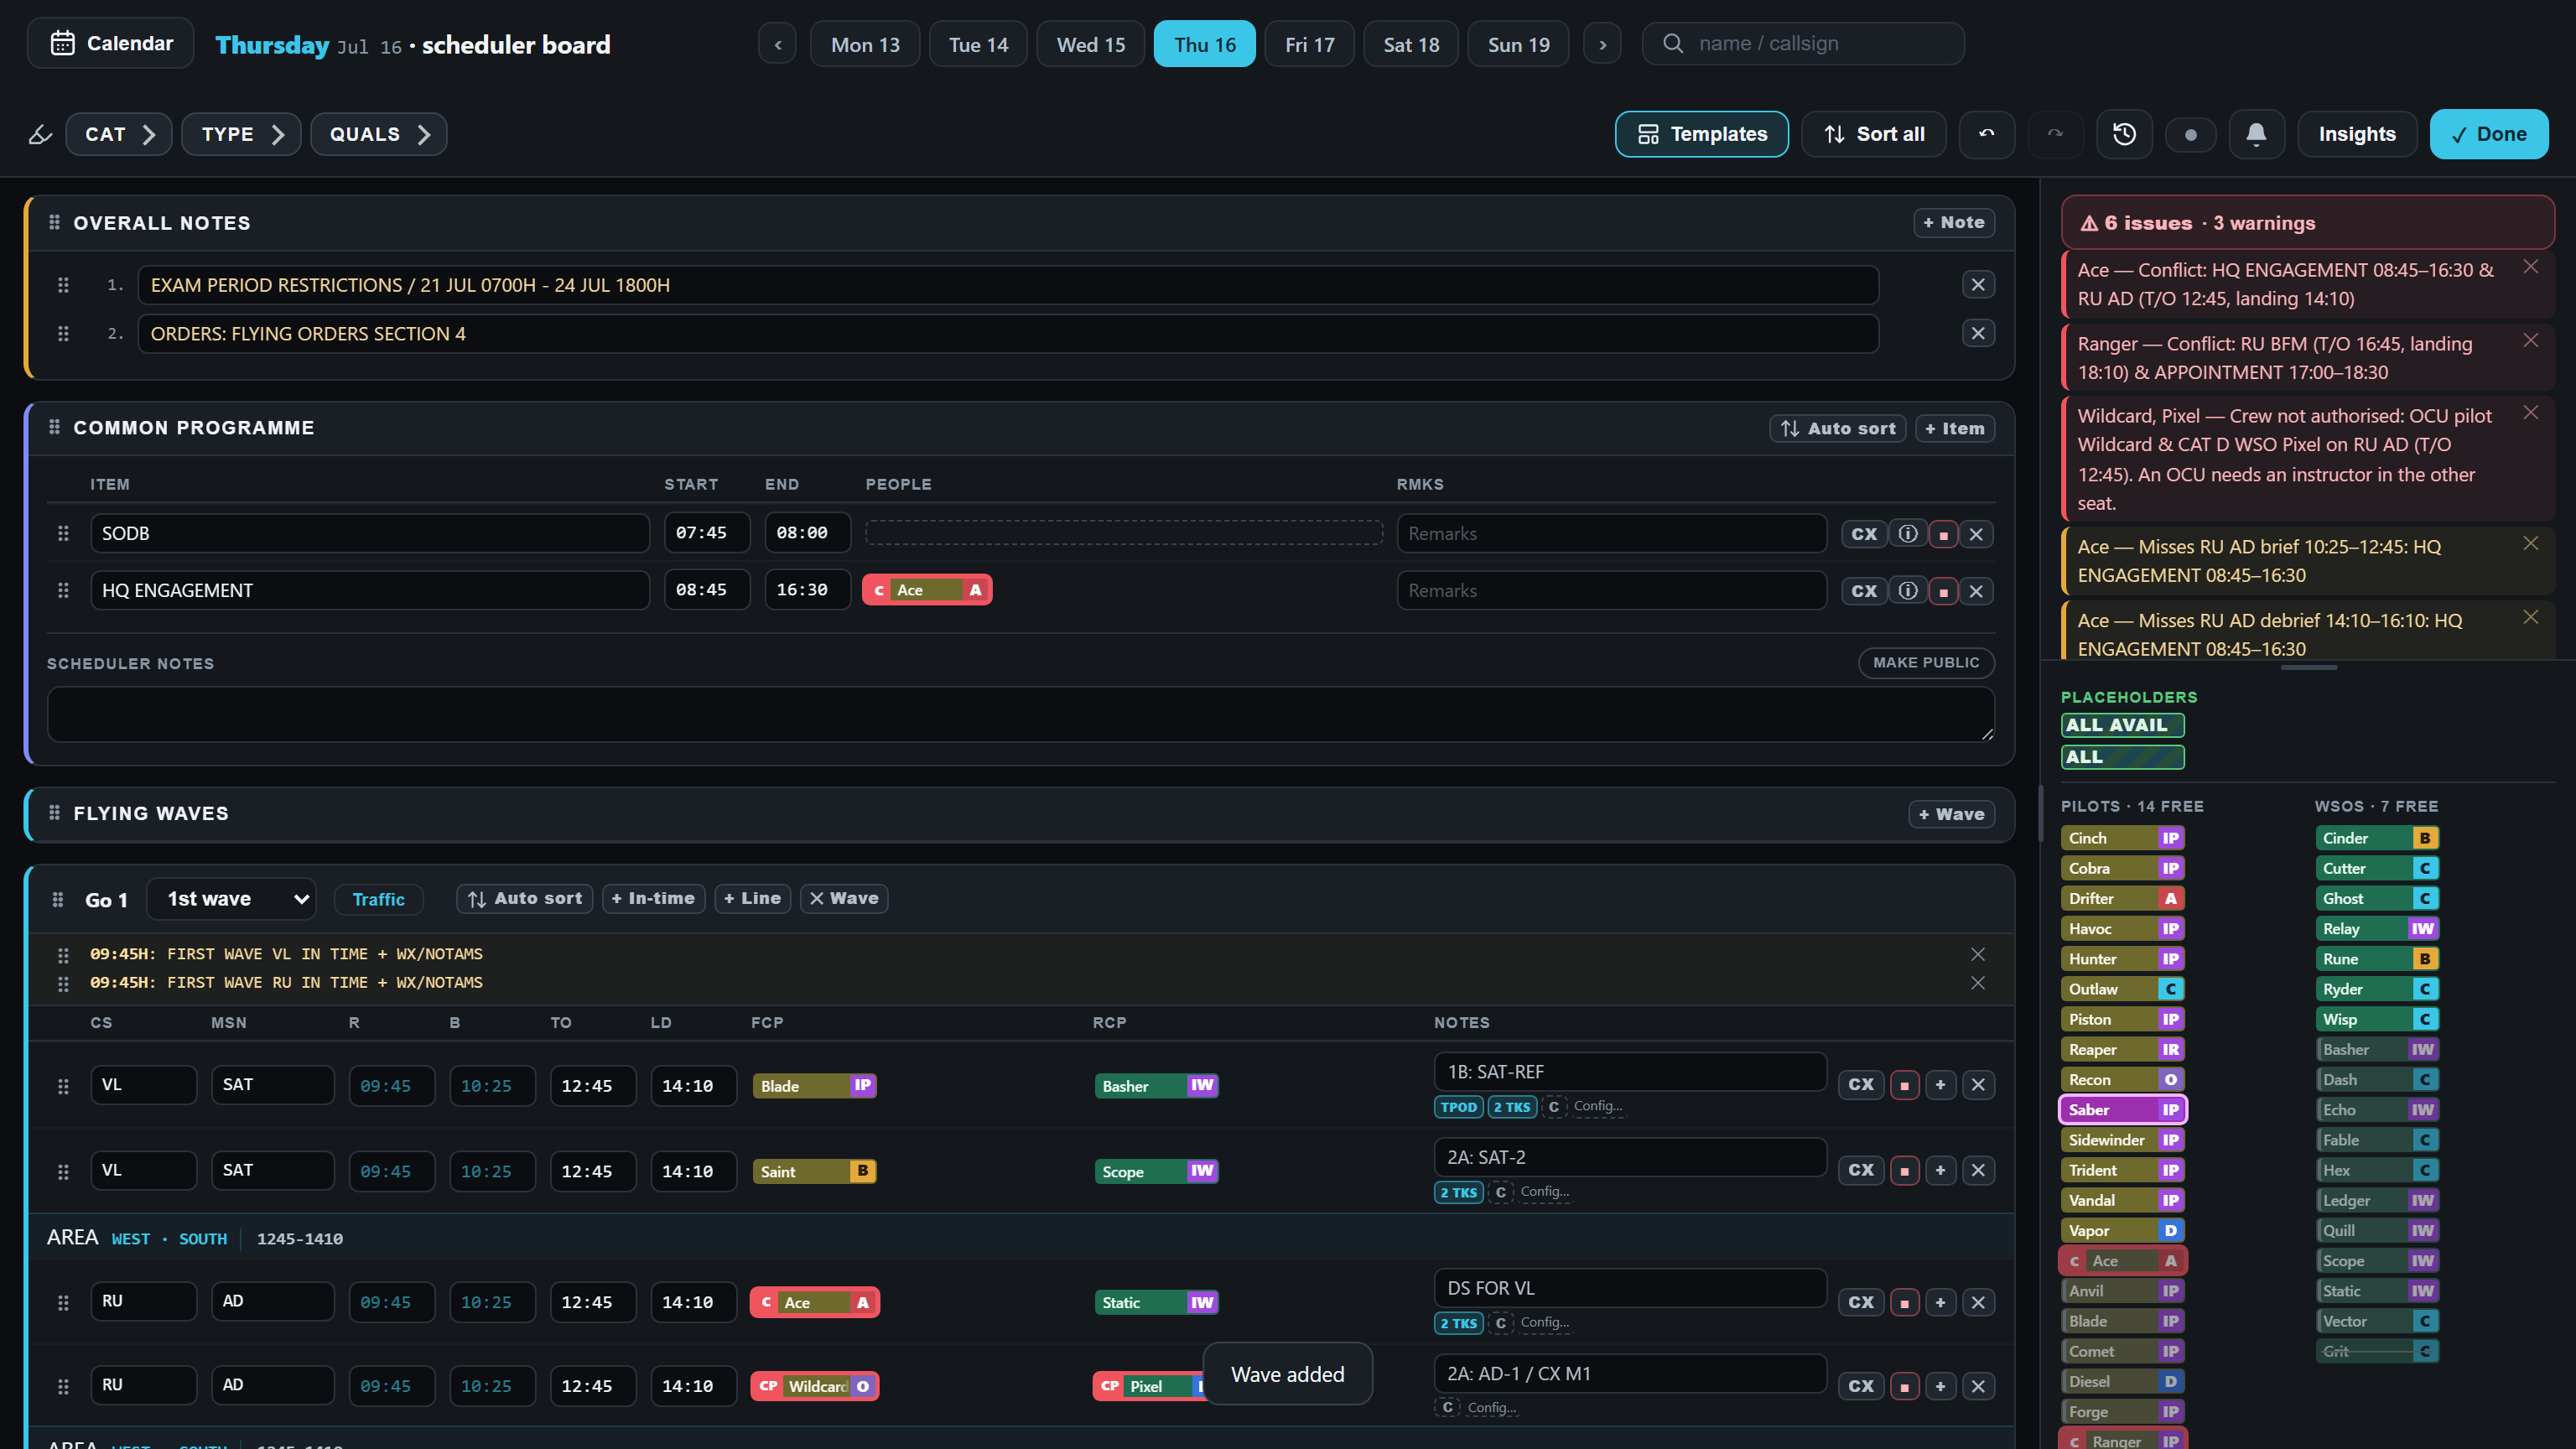 Calendar
Thursday Jul 16 · scheduler board
‹ Mon 13 Tue 14 Wed 15 Thu 16 Fri 17 Sat 18 Sun 19 ›
name / callsign
CAT TYPE QUALS
Templates Sort all Insights ✓ Done
OVERALL NOTES
+ Note
1. EXAM PERIOD RESTRICTIONS / 21 JUL 0700H - 24 JUL 1800H
2. ORDERS: FLYING ORDERS SECTION 4
COMMON PROGRAMME
Auto sort + Item
ITEM START END PEOPLE RMKS
SODB 07:45 08:00 Remarks CX
HQ ENGAGEMENT 08:45 16:30 C Ace A Remarks CX
SCHEDULER NOTES
MAKE PUBLIC
FLYING WAVES
+ Wave
Go 1 1st wave Traffic Auto sort + In-time + Line × Wave
09:45H: FIRST WAVE VL IN TIME + WX/NOTAMS
09:45H: FIRST WAVE RU IN TIME + WX/NOTAMS
CS MSN R B TO LD FCP RCP NOTES
VL SAT 09:45 10:25 12:45 14:10 Blade IP Basher IW 1B: SAT-REF CX
TPOD 2 TKS C Config...
VL SAT 09:45 10:25 12:45 14:10 Saint B Scope IW 2A: SAT-2 CX
2 TKS C Config...
AREA WEST · SOUTH 1245-1410
RU AD 09:45 10:25 12:45 14:10 C Ace A Static IW DS FOR VL CX
2 TKS C Config...
RU AD 09:45 10:25 12:45 14:10 CP Wildcard O CP Pixel 2A: AD-1 / CX M1 CX
C Config...
Wave added
AREA WEST · SOUTH 1245-1410
6 issues · 3 warnings
Ace — Conflict: HQ ENGAGEMENT 08:45–16:30 &
RU AD (T/O 12:45, landing 14:10)
Ranger — Conflict: RU BFM (T/O 16:45, landing
18:10) & APPOINTMENT 17:00–18:30
Wildcard, Pixel — Crew not authorised: OCU pilot
Wildcard & CAT D WSO Pixel on RU AD (T/O
12:45). An OCU needs an instructor in the other
seat.
Ace — Misses RU AD brief 10:25–12:45: HQ
ENGAGEMENT 08:45–16:30
Ace — Misses RU AD debrief 14:10–16:10: HQ
ENGAGEMENT 08:45–16:30
PLACEHOLDERS
ALL AVAIL
ALL
PILOTS · 14 FREE
Cinch IP
Cobra IP
Drifter A
Havoc IP
Hunter IP
Outlaw C
Piston IP
Reaper IR
Recon O
Saber IP
Sidewinder IP
Trident IP
Vandal IP
Vapor D
C Ace A
Anvil IP
Blade IP
Comet IP
Diesel D
Forge IP
C Ranger IP
WSOS · 7 FREE
Cinder B
Cutter C
Ghost C
Relay IW
Rune B
Ryder C
Wisp C
Basher IW
Dash C
Echo IW
Fable C
Hex C
Ledger IW
Quill IW
Scope IW
Static IW
Vector C
Grit C